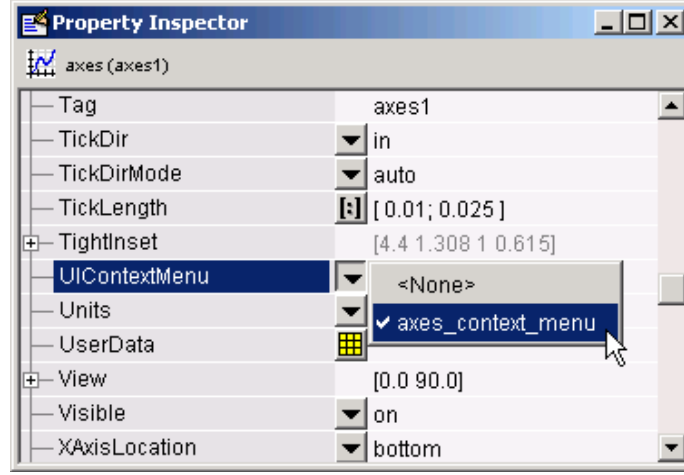 Property Inspector
axes (axes1)
Tag axes1
TickDir in
TickDirMode auto
TickLength [:] [ 0.01; 0.025 ]
TightInset [4.4 1.308 1 0.615]
UIContextMenu <None>
Units axes_context_menu
UserData
View [0.0 90.0]
Visible on
XAxisLocation bottom